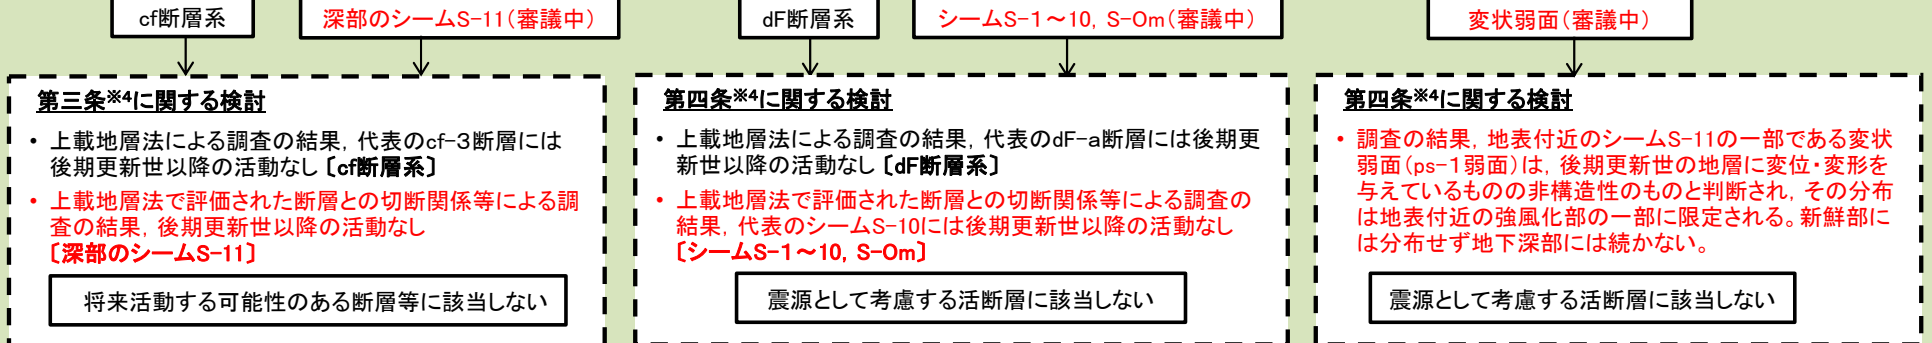 cf断層系
深部のシームS-11(審議中)
dF断層系
シームS-1～10, S-Om(審議中)
変状弱面(審議中)
第三条※4に関する検討
・上載地層法による調査の結果, 代表のcf-3断層には
後期更新世以降の活動なし〔cf断層系〕
・上載地層法で評価された断層との切断関係等による調
査の結果, 後期更新世以降の活動なし
〔深部のシームS-11〕
将来活動する可能性のある断層等に該当しない
第四条※4に関する検討
・上載地層法による調査の結果, 代表のdF-a断層には後期更
新世以降の活動なし〔dF断層系〕
・上載地層法で評価された断層との切断関係等による調査の
結果, 代表のシームS-10には後期更新世以降の活動なし
〔シームS-1～10, S-Om〕
震源として考慮する活断層に該当しない
第四条※4に関する検討
・調査の結果, 地表付近のシームS-11の一部である変状
弱面(ps-1弱面)は, 後期更新世の地層に変位・変形を
与えているものの非構造性のものと判断され, その分布
は地表付近の強風化部の一部に限定される。新鮮部に
は分布せず地下深部には続かない。
震源として考慮する活断層に該当しない